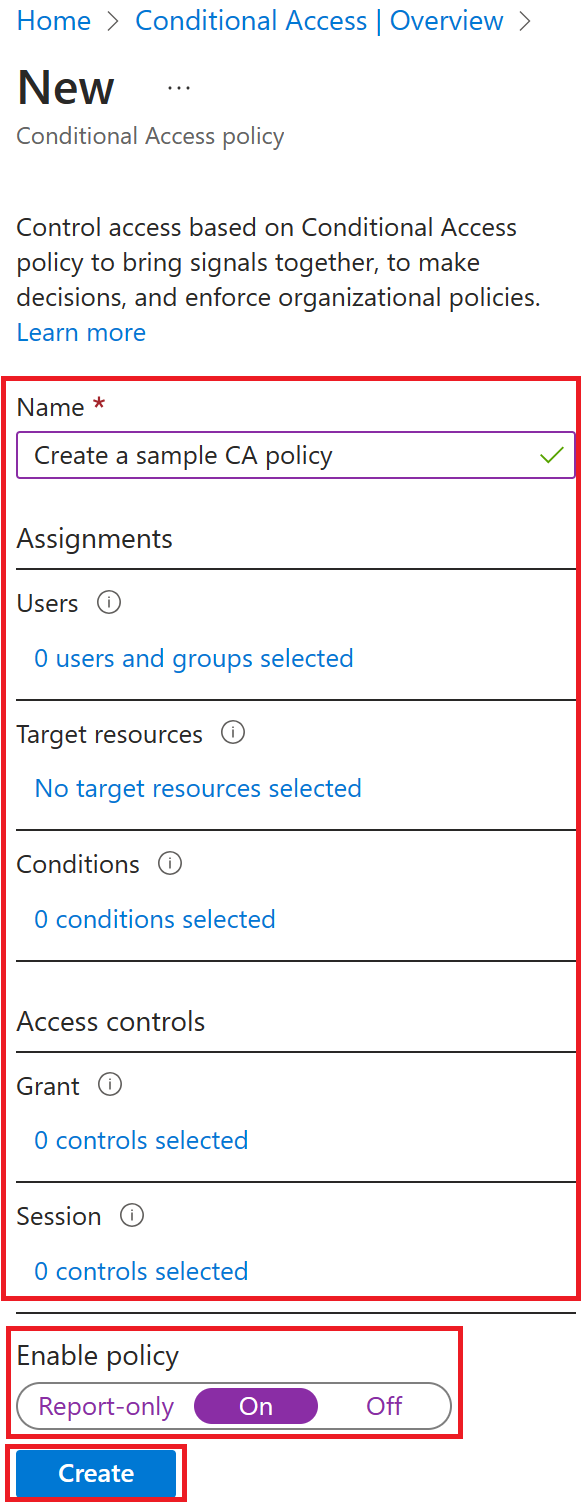 Home > Conditional Access | Overview >
New ...
Conditional Access policy
Control access based on Conditional Access
policy to bring signals together, to make
decisions, and enforce organizational policies.
Learn more
Name *
Create a sample CA policy
Assignments
Users
0 users and groups selected
Target resources
No target resources selected
Conditions
0 conditions selected
Access controls
Grant
0 controls selected
Session
0 controls selected
Enable policy
Report-only On Off
Create